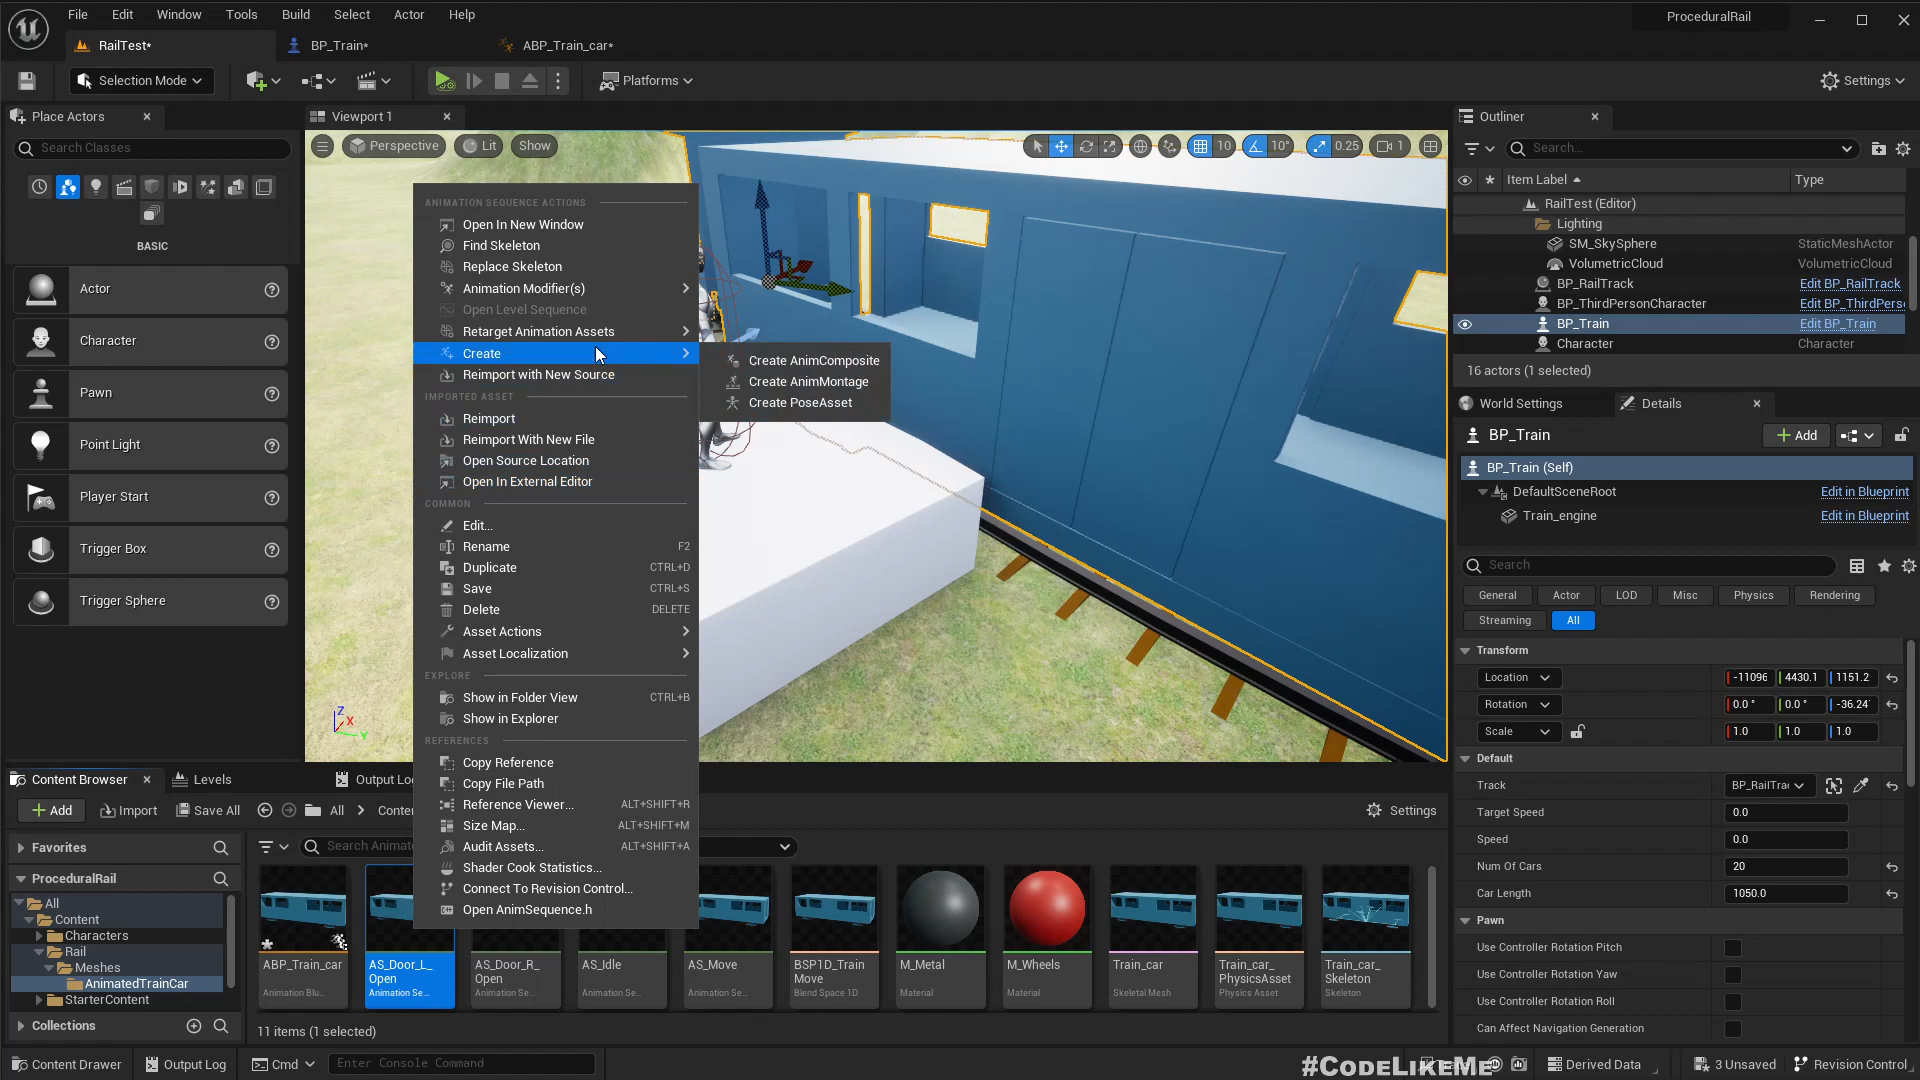 File Edit Window Tools Build Select Actor Help
ProceduralRail
RailTest*
BP_Train*
ABP_Train_car*
Selection Mode
Platforms
Settings
Place Actors
Search Classes
BASIC
Actor
Character
Pawn
Point Light
Player Start
Trigger Box
Trigger Sphere
Viewport 1
Perspective
Lit
Show
10
10°
0.25
1
ANIMATION SEQUENCE ACTIONS
Open In New Window
Find Skeleton
Replace Skeleton
Animation Modifier(s)
Open Level Sequence
Retarget Animation Assets
Create
Reimport with New Source
IMPORTED ASSET
Reimport
Reimport With New File
Open Source Location
Open In External Editor
COMMON
Edit...
Rename F2
Duplicate CTRL+D
Save CTRL+S
Delete DELETE
Asset Actions
Asset Localization
EXPLORE
Show in Folder View CTRL+B
Show in Explorer
REFERENCES
Copy Reference
Copy File Path
Reference Viewer... ALT+SHIFT+R
Size Map... ALT+SHIFT+M
Audit Assets... ALT+SHIFT+A
Shader Cook Statistics...
Connect To Revision Control...
Open AnimSequence.h
Create AnimComposite
Create AnimMontage
Create PoseAsset
Z
X
Y
Outliner
Search...
Item Label Type
RailTest (Editor)
Lighting
SM_SkySphere StaticMeshActor
VolumetricCloud VolumetricCloud
BP_RailTrack Edit BP_RailTrack
BP_ThirdPersonCharacter Edit BP_ThirdPers
BP_Train Edit BP_Train
Character Character
16 actors (1 selected)
World Settings
Details
BP_Train
Add
BP_Train (Self)
DefaultSceneRoot Edit in Blueprint
Train_engine Edit in Blueprint
Search
General Actor LOD Misc Physics Rendering
Streaming All
Transform
Location -11096 4430.1 1151.2
Rotation 0.0 ° 0.0 ° -36.24
Scale 1.0 1.0 1.0
Default
Track BP_RailTra
Target Speed 0.0
Speed 0.0
Num Of Cars 20
Car Length 1050.0
Pawn
Use Controller Rotation Pitch
Use Controller Rotation Yaw
Use Controller Rotation Roll
Can Affect Navigation Generation
Content Browser
Levels
Output Lo
Add
Import
Save All
All
Conten
Settings
Favorites
ProceduralRail
All
Content
Characters
Rail
Meshes
AnimatedTrainCar
StarterContent
Collections
Search Animate
ABP_Train_car
Animation Blu...
AS_Door_L_
Open
Animation Se...
AS_Door_R_
Open
Animation Se...
AS_Idle
Animation Se...
AS_Move
Animation Se...
BSP1D_Train
Move
Blend Space 1D
M_Metal
Material
M_Wheels
Material
Train_car
Skeletal Mesh
Train_car_
PhysicsAsset
Physics Asset
Train_car_
Skeleton
Skeleton
11 items (1 selected)
Content Drawer
Output Log
Cmd
Enter Console Command
#CodeLikeMe
Derived Data
3 Unsaved
Revision Control